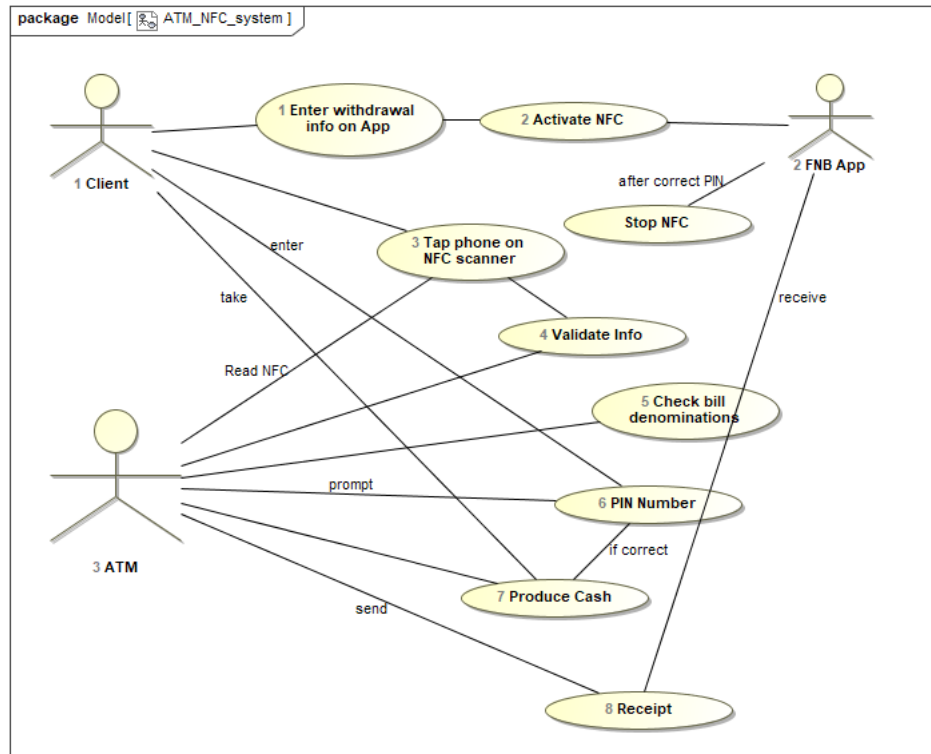 package Model[ ATM_NFC_system ]
1 Enter withdrawal
info on App
2 Activate NFC
1 Client
2 FNB App
after correct PIN
Stop NFC
enter
3 Tap phone on
NFC scanner
take
receive
4 Validate Info
Read NFC
5 Check bill
denominations
prompt
6 PIN Number
if correct
3 ATM
7 Produce Cash
send
8 Receipt